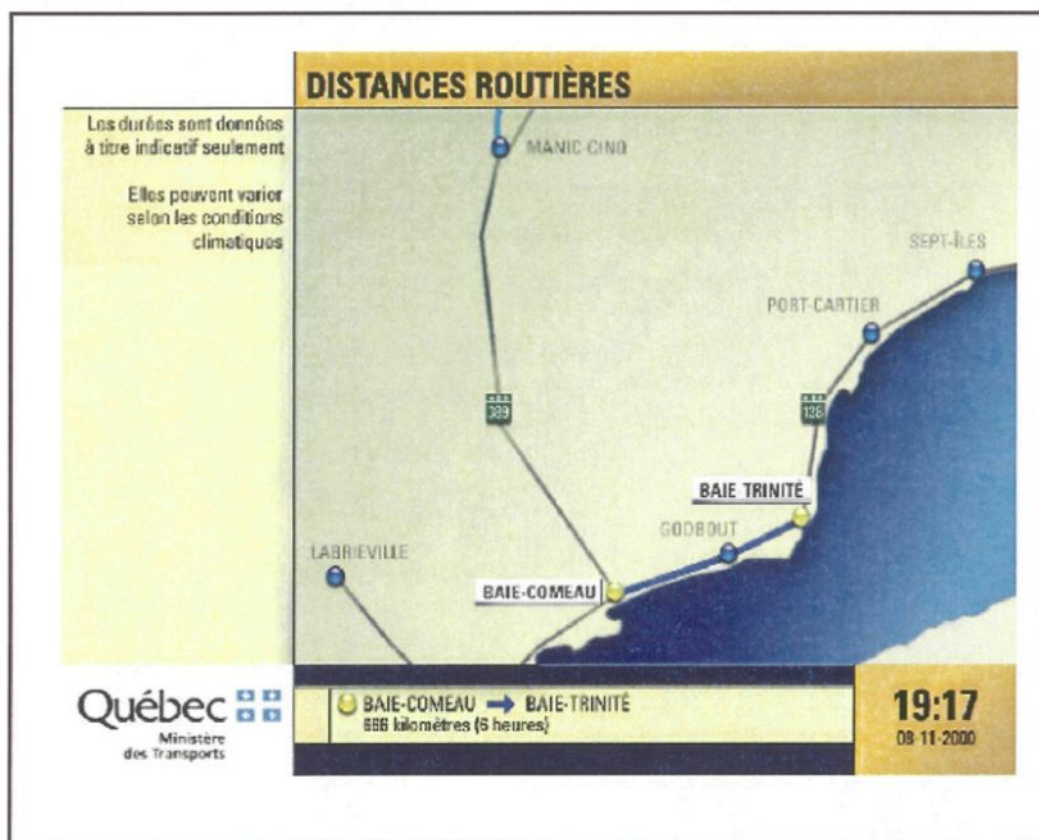 DISTANCES ROUTIÈRES
Les durées sont données
à titre indicatif seulement
Elles peuvent varier
selon les conditions
climatiques
MANIC-CINQ
SEPT-ÎLES
PORT-CARTIER
389
138
BAIE TRINITÉ
GODBOUT
LABRIEVILLE
BAIE-COMEAU
Québec
Ministère
des Transports
BAIE-COMEAU ➔ BAIE-TRINITÉ
666 kilomètres (6 heures)
19:17
08-11-2000